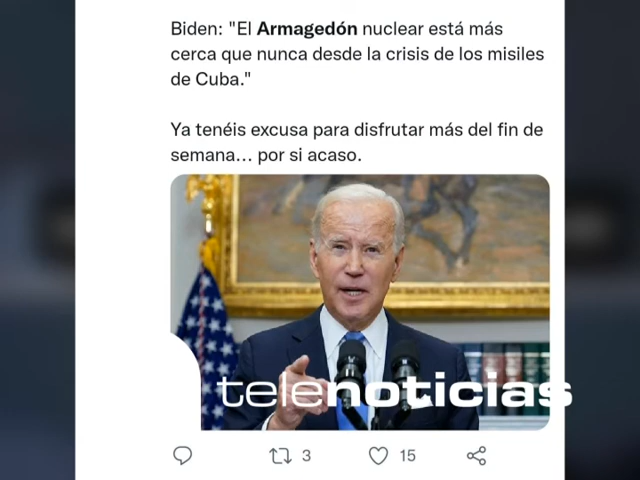 Biden: "El Armagedón nuclear está más
cerca que nunca desde la crisis de los misiles
de Cuba."
Ya tenéis excusa para disfrutar más del fin de
semana... por si acaso.
telenoticias
3
15